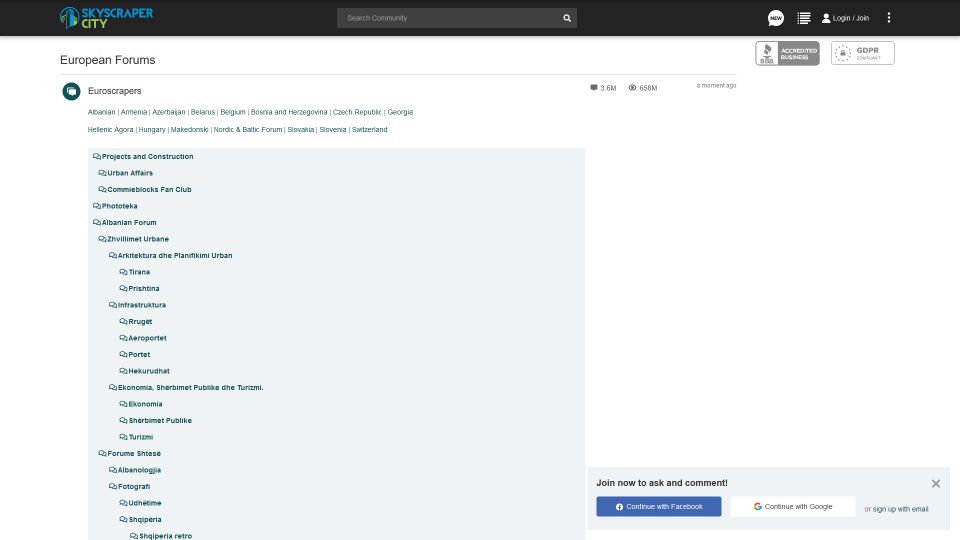 SKYSCRAPER
CITY
Search Community
NEW
Login / Join
European Forums
BBB
ACCREDITED
BUSINESS
GDPR
COMPLIANT
Euroscrapers
3.6M
658M
a moment ago
Albanian | Armenia | Azerbaijan | Belarus | Belgium | Bosnia and Herzegovina | Czech Republic | Georgia
Hellenic Agora | Hungary | Makedonski | Nordic & Baltic Forum | Slovakia | Slovenia | Switzerland
Projects and Construction
Urban Affairs
Commieblocks Fan Club
Phototeka
Albanian Forum
Zhvillimet Urbane
Arkitektura dhe Planifikimi Urban
Tirana
Prishtina
Infrastruktura
Rrugët
Aeroportet
Portet
Hekurudhat
Ekonomia, Shërbimet Publike dhe Turizmi.
Ekonomia
Shërbimet Publike
Turizmi
Forume Shtesë
Albanologjia
Fotografi
Udhëtime
Shqipëria
Shqiperia retro
Join now to ask and comment!
Continue with Facebook
Continue with Google
or sign up with email